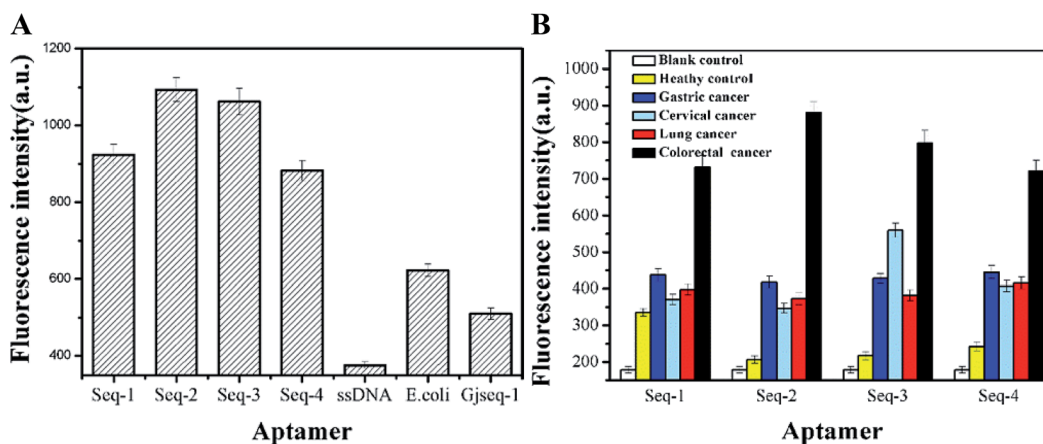 A
Fluorescence intensity(a.u.)
1200
1000
800
600
400
Seq-1 Seq-2 Seq-3 Seq-4 ssDNA E.coli Gjseq-1
Aptamer
B
Fluorescence intensity(a.u.)
1000
900
800
700
600
500
400
300
200
Blank control
Heathy control
Gastric cancer
Cervical cancer
Lung cancer
Colorectal cancer
Seq-1 Seq-2 Seq-3 Seq-4
Aptamer